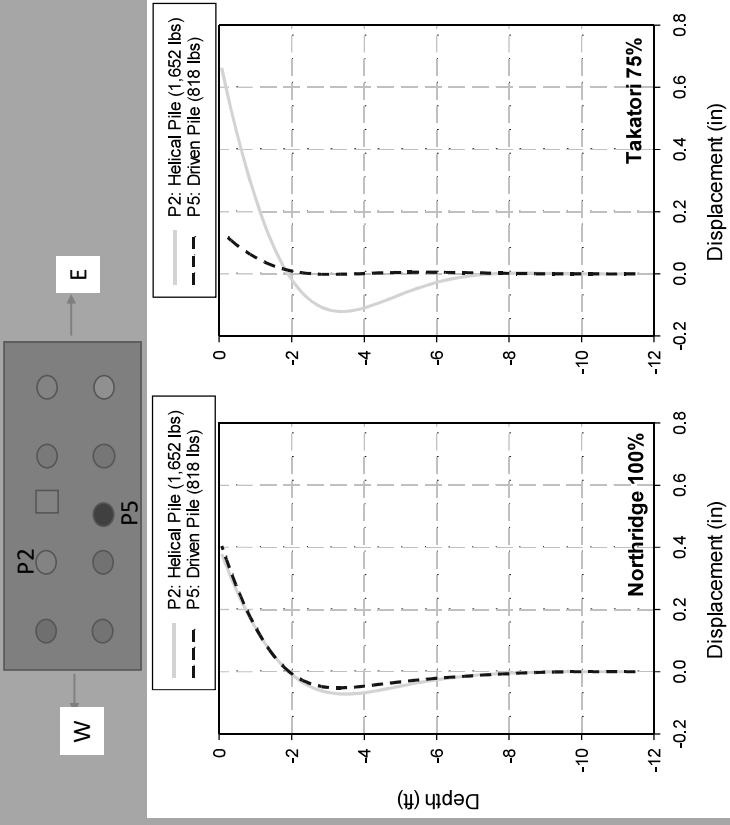 W
P2
P5
E
P2: Helical Pile (1,652 lbs)
P5: Driven Pile (818 lbs)
0
-2
-4
-6
-8
-10
-12
Depth (ft)
Northridge 100%
-0.2 0.0 0.2 0.4 0.6 0.8
Displacement (in)
P2: Helical Pile (1,652 lbs)
P5: Driven Pile (818 lbs)
0
-2
-4
-6
-8
-10
-12
Takatori 75%
-0.2 0.0 0.2 0.4 0.6 0.8
Displacement (in)